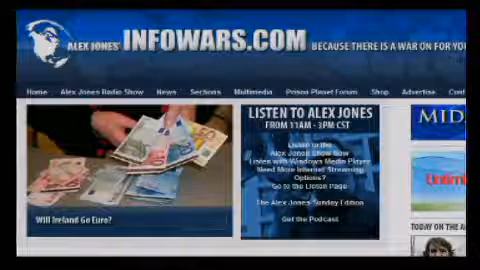 ALEX JONES' INFOWARS.COM BECAUSE THERE IS A WAR ON FOR YOU
Home Alex Jones Radio Show News Sections Multimedia Prison Planet Forum Shop Advertise Cont
Will Ireland Go Euro?
LISTEN TO ALEX JONES
FROM 11AM - 3PM CST
Listen to the
Alex Jones Show Now
Listen with Windows Media Player
Need More Internet Streaming
Options?
Go to the Listen Page
The Alex Jones Sunday Edition
Get the Podcast
MID
Unlim
TODAY ON THE A